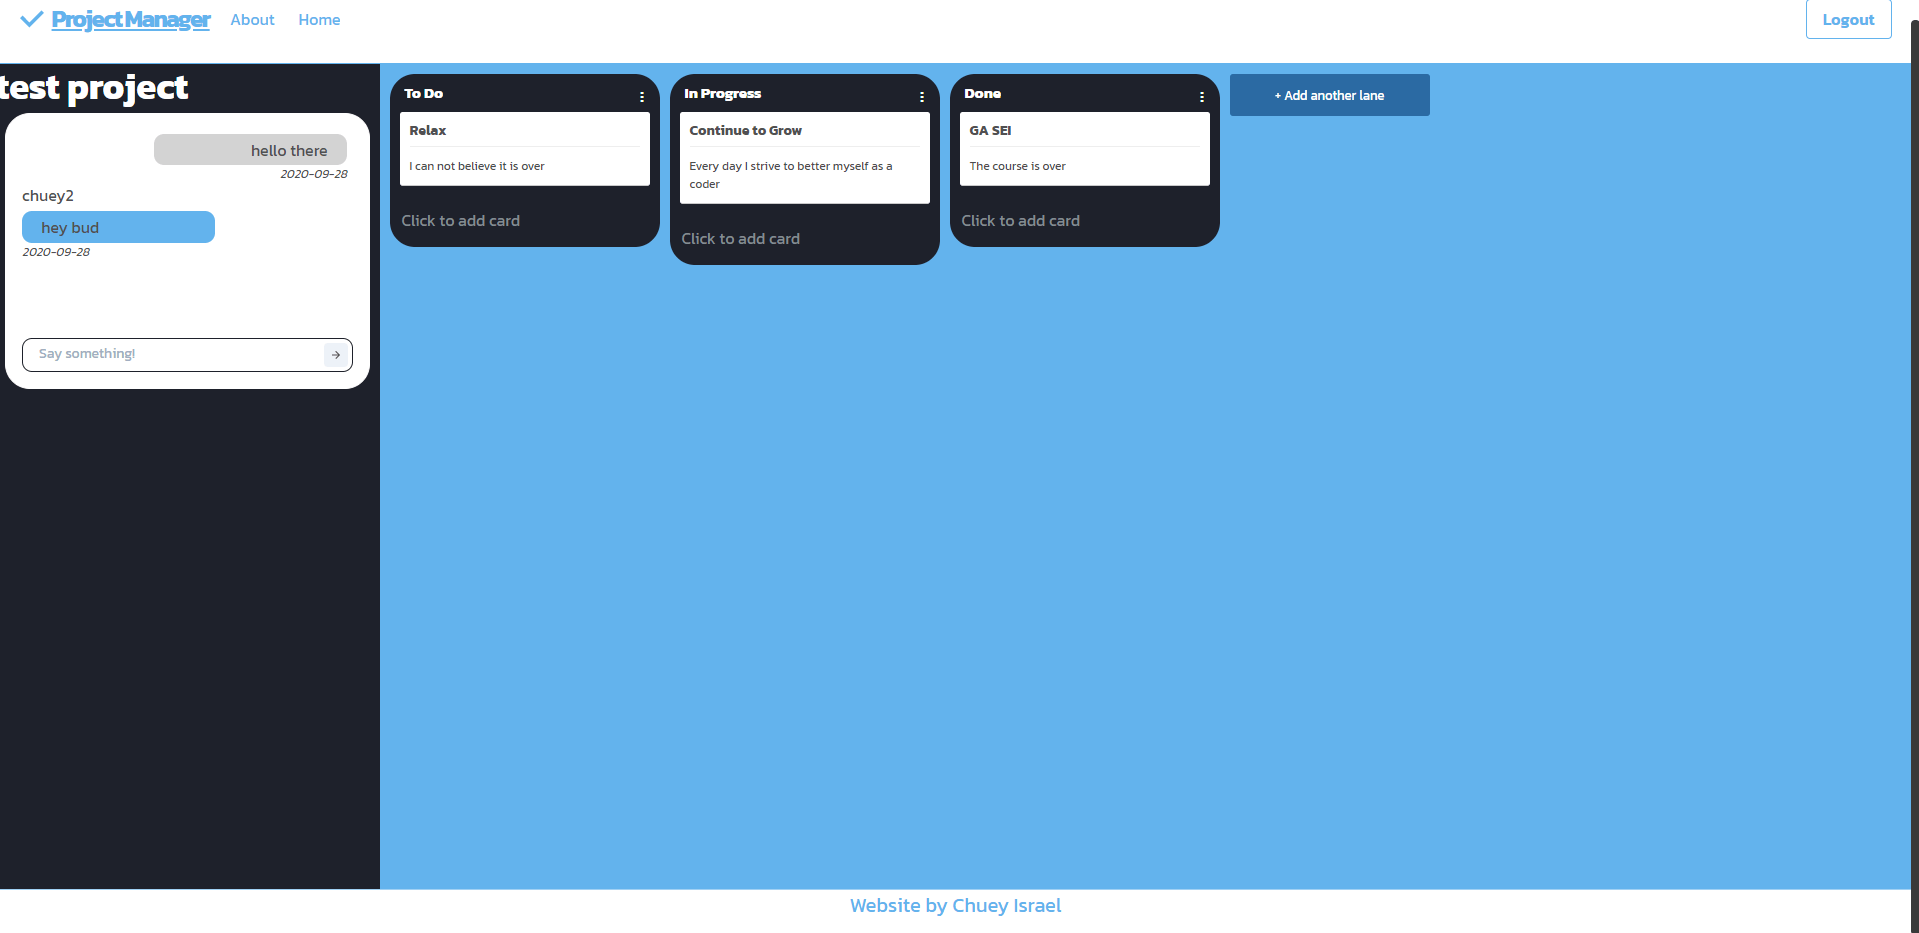 Project Manager
About
Home
Logout
test project
hello there
2020-09-28
chuey2
hey bud
2020-09-28
Say something!
To Do
Relax
I can not believe it is over
Click to add card
In Progress
Continue to Grow
Every day I strive to better myself as a
coder
Click to add card
Done
GA SEI
The course is over
Click to add card
+ Add another lane
Website by Chuey Israel